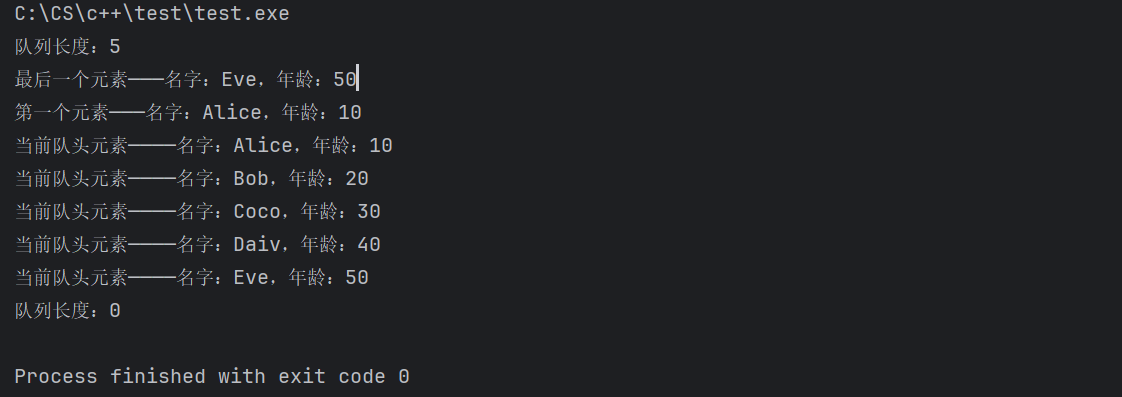 C:\CS\c++\test\test.exe
队列长度：5
最后一个元素———名字：Eve，年龄：50
第一个元素———名字：Alice，年龄：10
当前队头元素————名字：Alice，年龄：10
当前队头元素————名字：Bob，年龄：20
当前队头元素————名字：Coco，年龄：30
当前队头元素————名字：Daiv，年龄：40
当前队头元素————名字：Eve，年龄：50
队列长度：0
Process finished with exit code 0